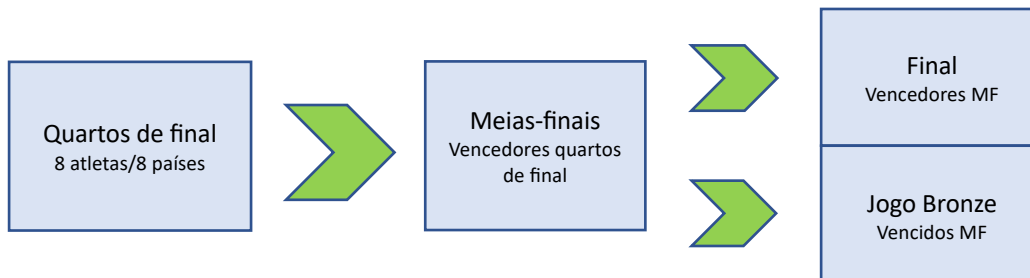 Quartos de final
8 atletas/8 países
Meias-finais
Vencedores quartos
de final
Final
Vencedores MF
Jogo Bronze
Vencidos MF